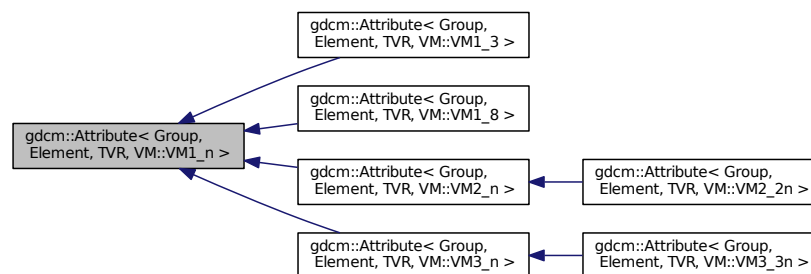 gdcm::Attribute< Group,
Element, TVR, VM::VM1_3 >
gdcm::Attribute< Group,
Element, TVR, VM::VM1_8 >
gdcm::Attribute< Group,
Element, TVR, VM::VM1_n >
gdcm::Attribute< Group,
Element, TVR, VM::VM2_n >
gdcm::Attribute< Group,
Element, TVR, VM::VM2_2n >
gdcm::Attribute< Group,
Element, TVR, VM::VM3_n >
gdcm::Attribute< Group,
Element, TVR, VM::VM3_3n >